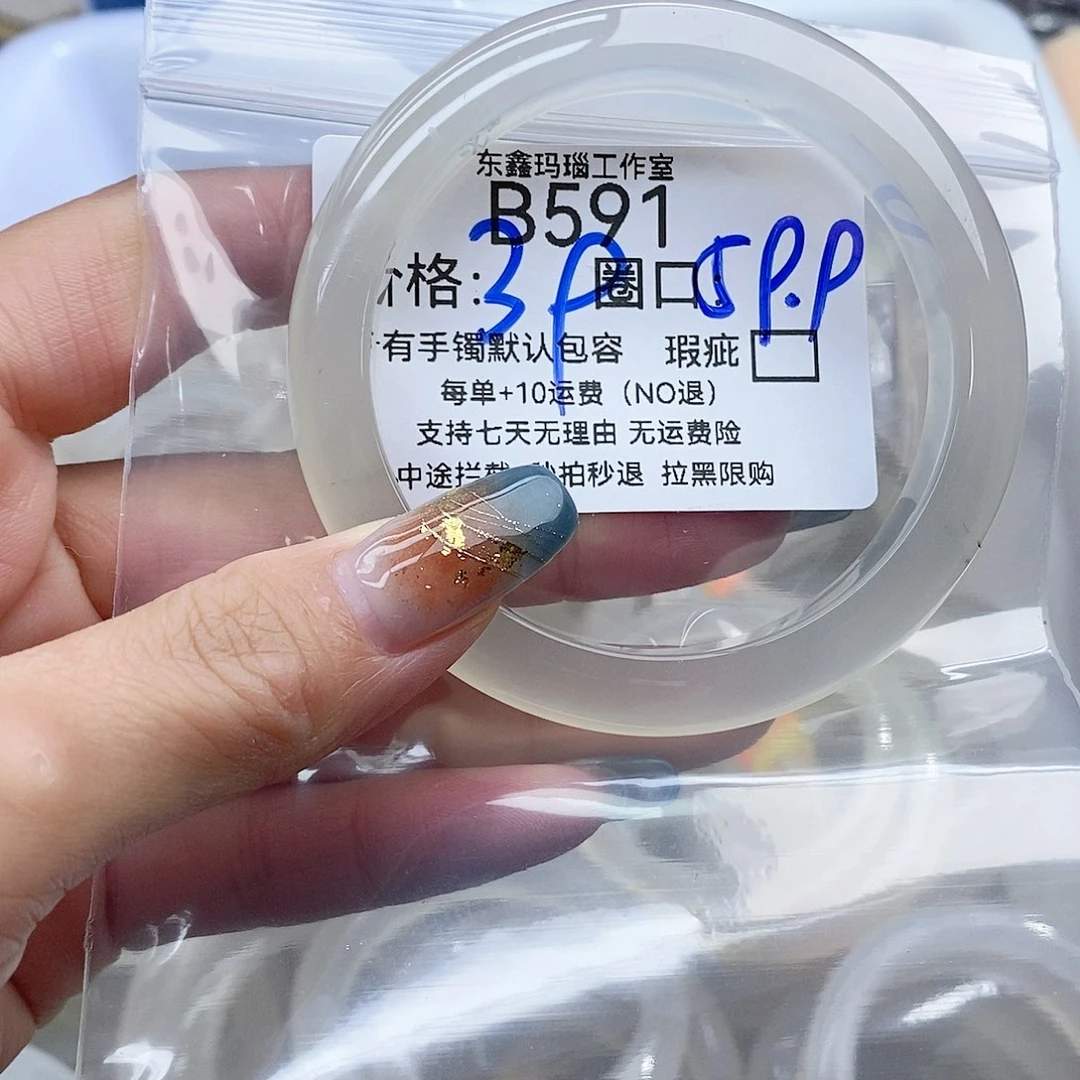 东鑫玛瑙工作室
B591
格: 圈口:
有手镯默认包容 瑕疵
每单+10运费（NO退）
支持七天无理由 无运费险
中途拦截 秒拍秒退 拉黑限购